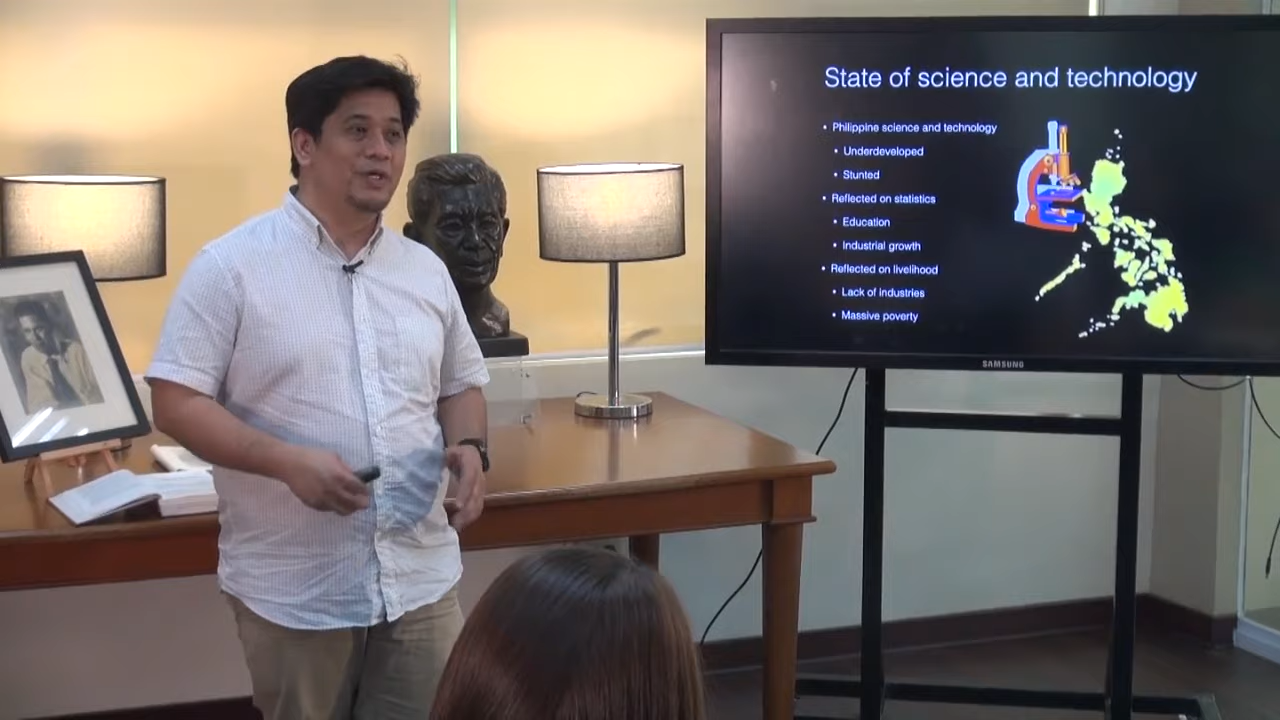 State of science and technology
• Philippine science and technology
• Underdeveloped
• Stunted
• Reflected on statistics
• Education
• Industrial growth
• Reflected on livelihood
• Lack of industries
• Massive poverty
SAMSUNG